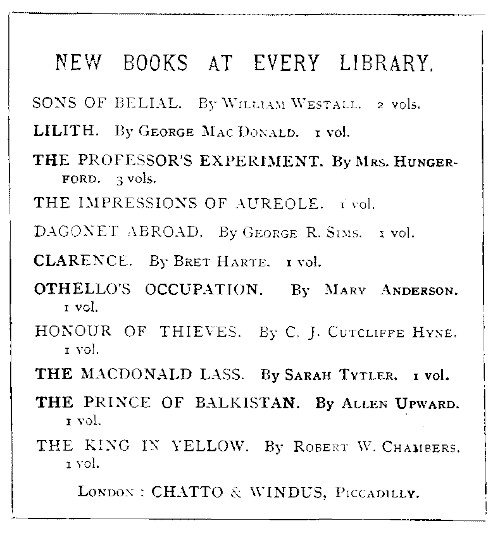 NEW BOOKS AT EVERY LIBRARY.
SONS OF BELIAL. By William Westall. 2 vols.
LILITH. By George Mac Donald. 1 vol.
THE PROFESSOR'S EXPERIMENT. By Mrs. Hunger-
ford. 3 vols.
THE IMPRESSIONS OF AUREOLE. 1 vol.
DAGONET ABROAD. By George R. Sims. 1 vol.
CLARENCE. By Bret Harte. 1 vol.
OTHELLO'S OCCUPATION. By Mary Anderson.
1 vol.
HONOUR OF THIEVES. By C. J. Cutcliffe Hyne.
1 vol.
THE MACDONALD LASS. By Sarah Tytler. 1 vol.
THE PRINCE OF BALKISTAN. By Allen Upward.
1 vol.
THE KING IN YELLOW. By Robert W. Chambers.
1 vol.
London: CHATTO & WINDUS, Piccadilly.